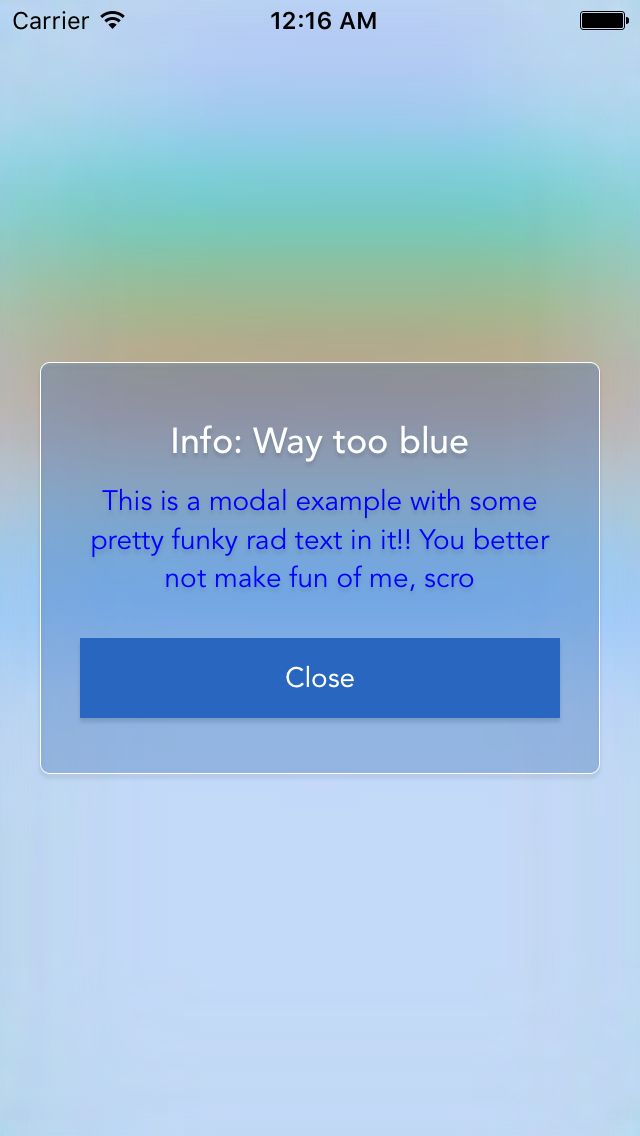 Carrier 12:16 AM
Info: Way too blue
This is a modal example with some
pretty funky rad text in it!! You better
not make fun of me, scro
Close